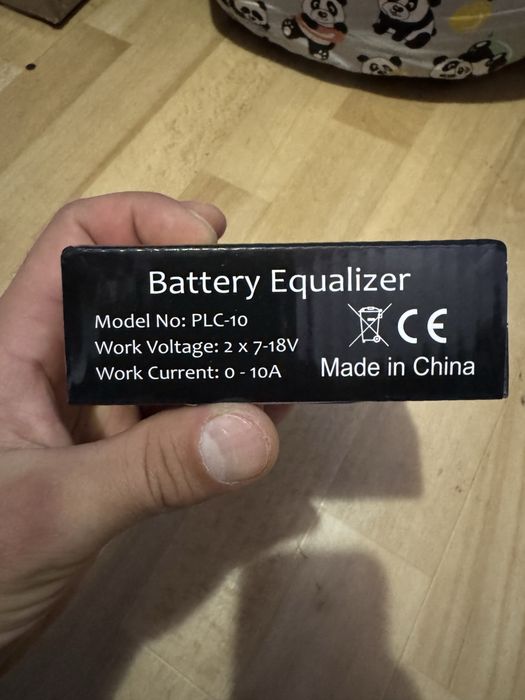 Battery Equalizer
Model No: PLC-10
Work Voltage: 2 x 7-18V
Work Current: 0 - 10A
CE
Made in China